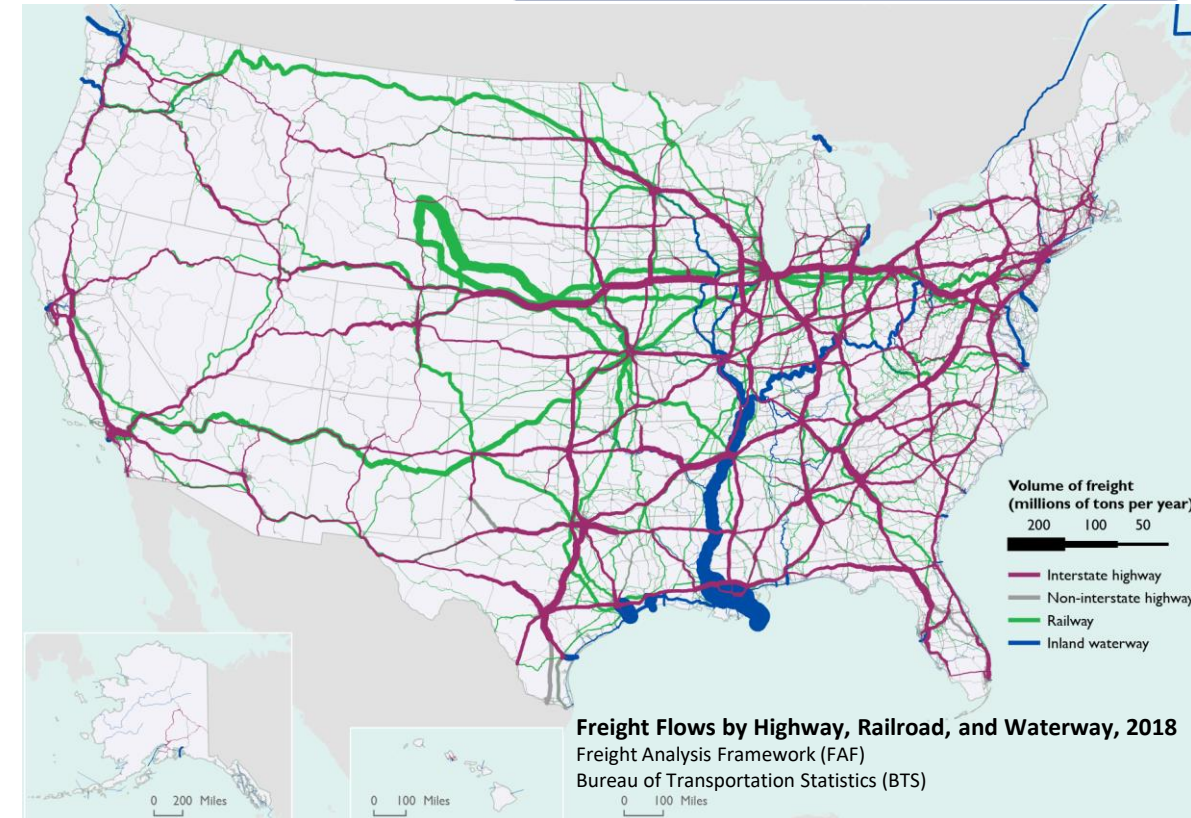 Volume of freight
(millions of tons per year)
200 100 50
Interstate highway
Non-interstate highway
Railway
Inland waterway
Freight Flows by Highway, Railroad, and Waterway, 2018
Freight Analysis Framework (FAF)
Bureau of Transportation Statistics (BTS)
0 200 Miles
0 100 Miles
0 100 Miles